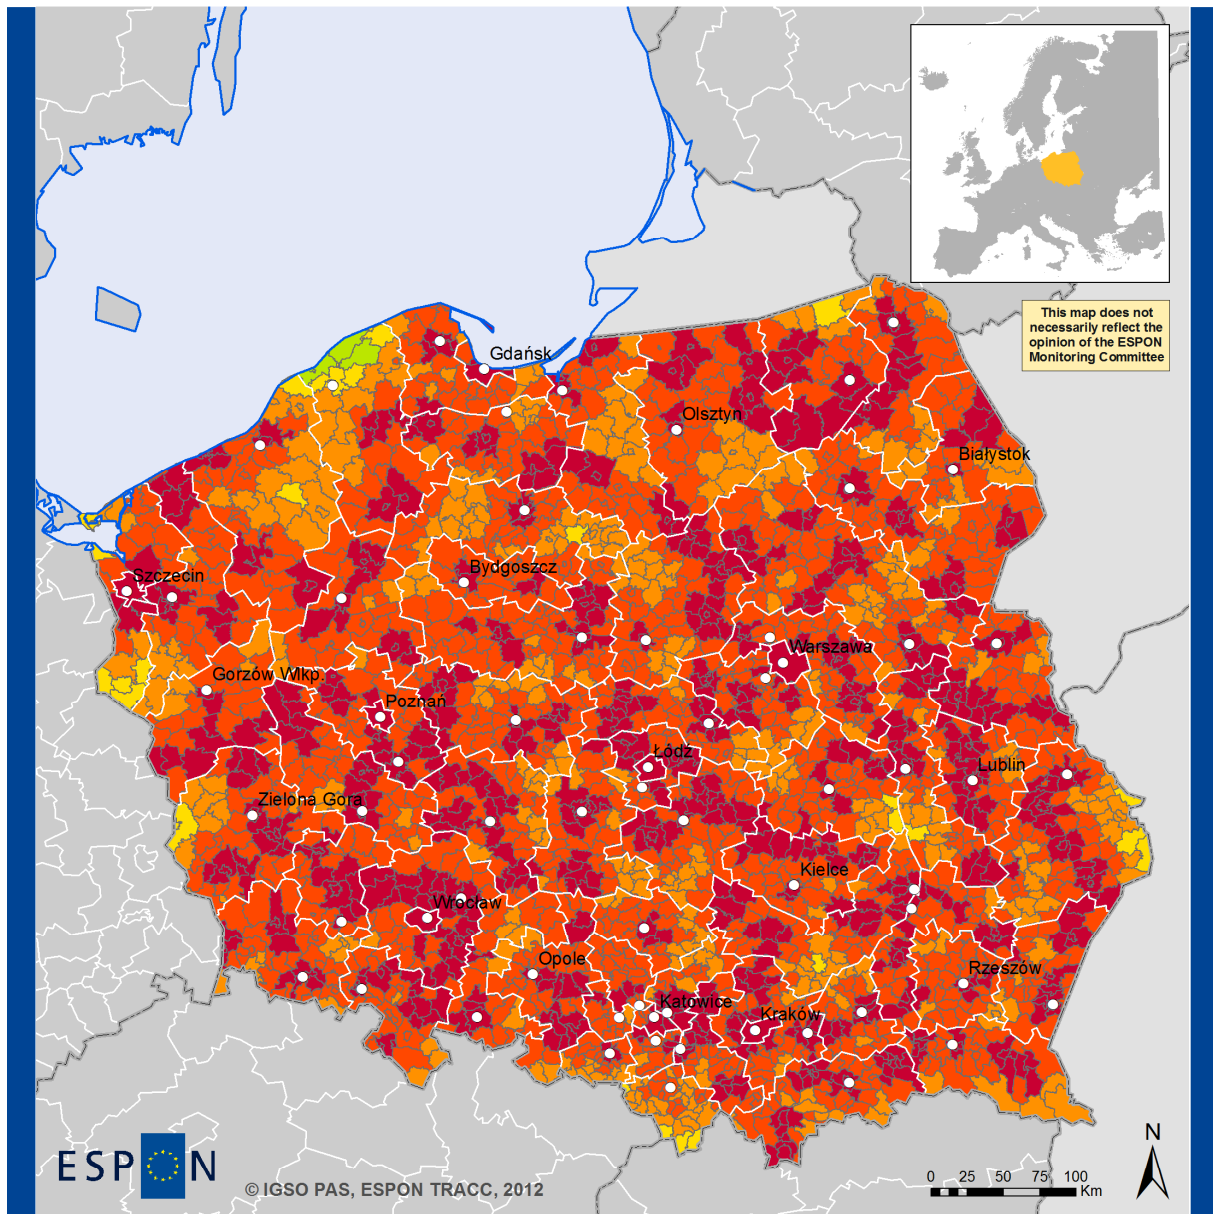 This map does not
necessarily reflect the
opinion of the ESPON
Monitoring Committee
Gdańsk
Olsztyn
Białystok
Szczecin
Bydgoszcz
Warszawa
Gorzów Wlkp.
Poznań
Łódź
Lublin
Zielona Gora
Kielce
Wrocław
Opole
Rzeszów
Katowice
Kraków
N
ESPON
© IGSO PAS, ESPON TRACC, 2012
0 25 50 75 100
Km